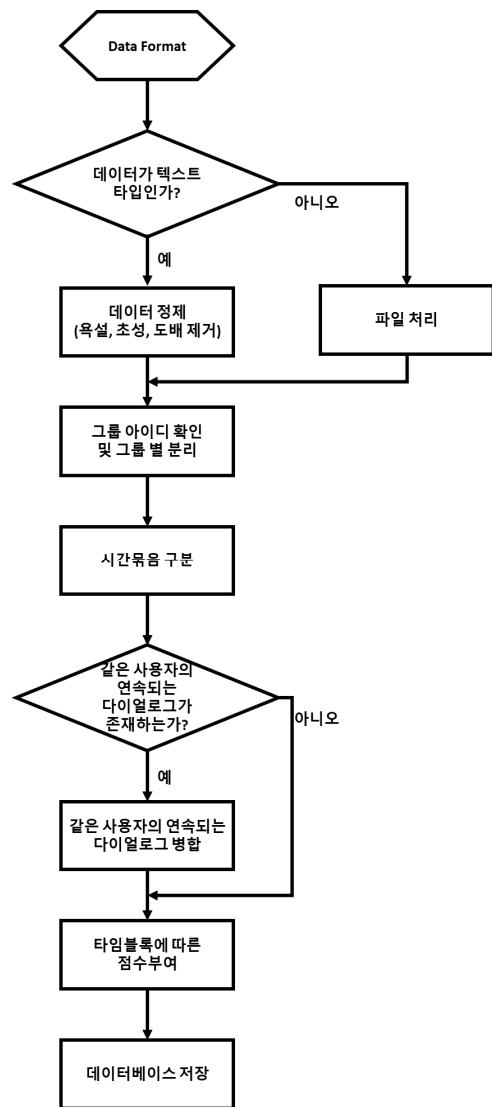 Data Format
데이터가 텍스트
타입인가?
아니오
예
데이터 정제
(욕설, 초성, 도배 제거)
파일 처리
그룹 아이디 확인
및 그룹 별 분리
시간묶음 구분
같은 사용자의
연속되는
다이얼로그가
존재하는가?
아니오
예
같은 사용자의 연속되는
다이얼로그 병합
타임블록에 따른
점수부여
데이터베이스 저장